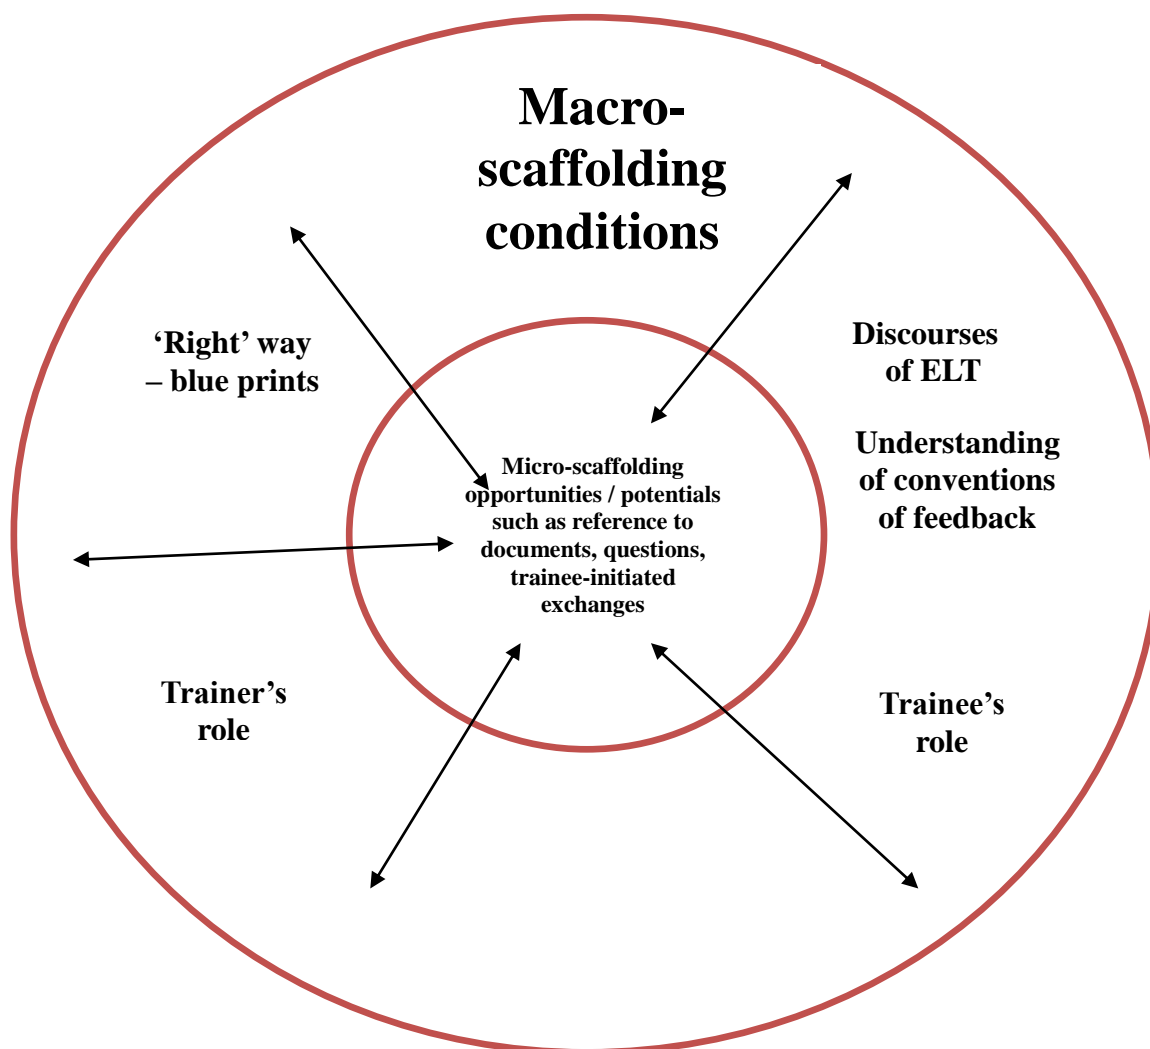 Macro-
scaffolding
conditions
‘Right’ way
– blue prints
Discourses
of ELT
Understanding
of conventions
of feedback
Micro-scaffolding
opportunities / potentials
such as reference to
documents, questions,
trainee-initiated
exchanges
Trainer’s
role
Trainee’s
role